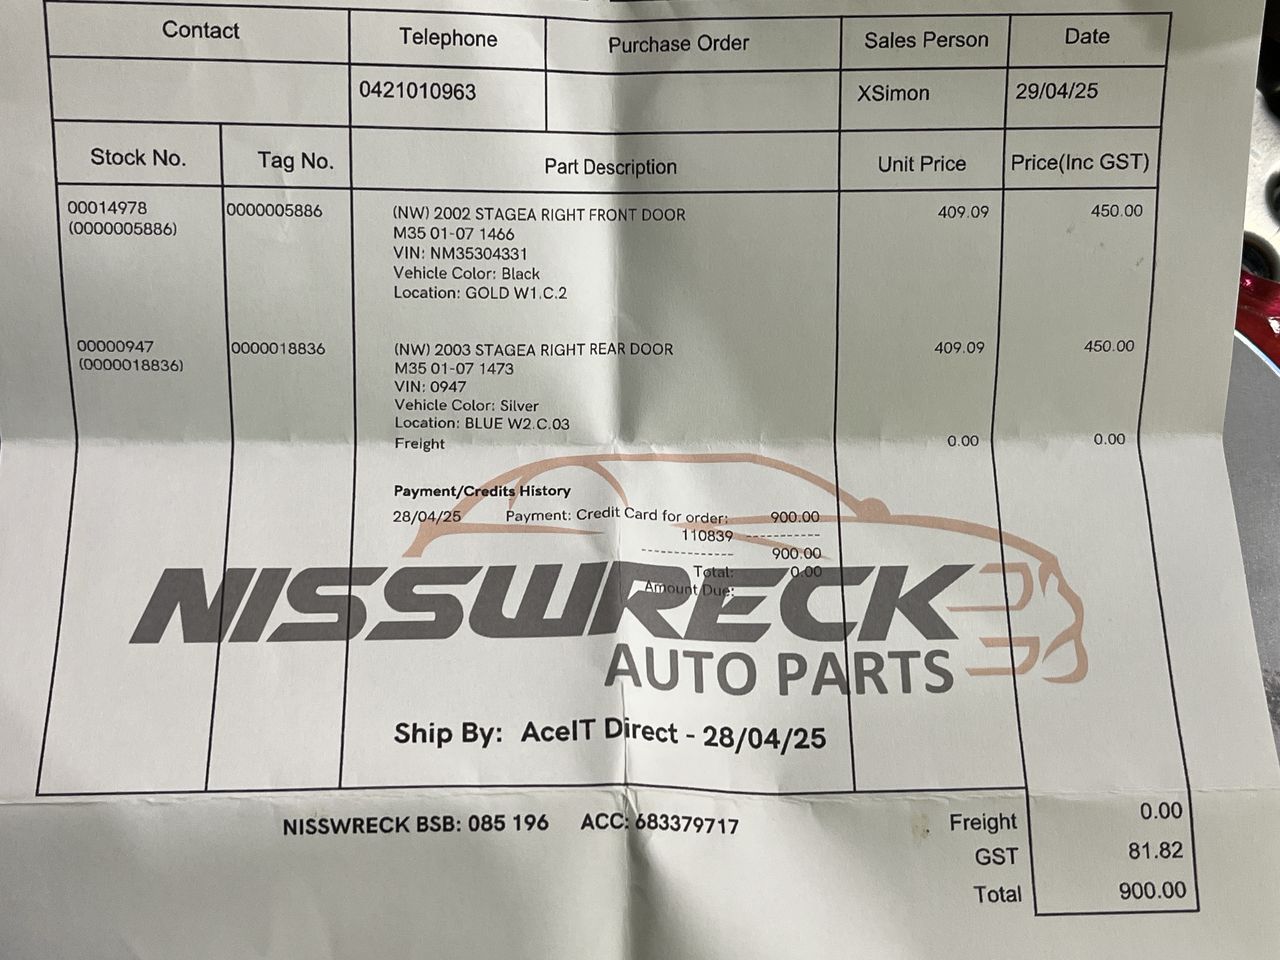 Contact Telephone Purchase Order Sales Person Date
0421010963 XSimon 29/04/25
Stock No. Tag No. Part Description Unit Price Price(Inc GST)
00014978 0000005886 (NW) 2002 STAGEA RIGHT FRONT DOOR 409.09 450.00
(0000005886) M35 01-07 1466
VIN: NM35304331
Vehicle Color: Black
Location: GOLD W1.C.2
00000947 0000018836 (NW) 2003 STAGEA RIGHT REAR DOOR 409.09 450.00
(0000018836) M35 01-07 1473
VIN: 0947
Vehicle Color: Silver
Location: BLUE W2.C.03
Freight 0.00 0.00
Payment/Credits History
28/04/25 Payment: Credit Card for order: 900.00
110839 ------------
--------------- 900.00
Total: 0.00
Amount Due:
NISSWRECK
AUTO PARTS
Ship By: AceIT Direct - 28/04/25
NISSWRECK BSB: 085 196 ACC: 683379717
Freight 0.00
GST 81.82
Total 900.00